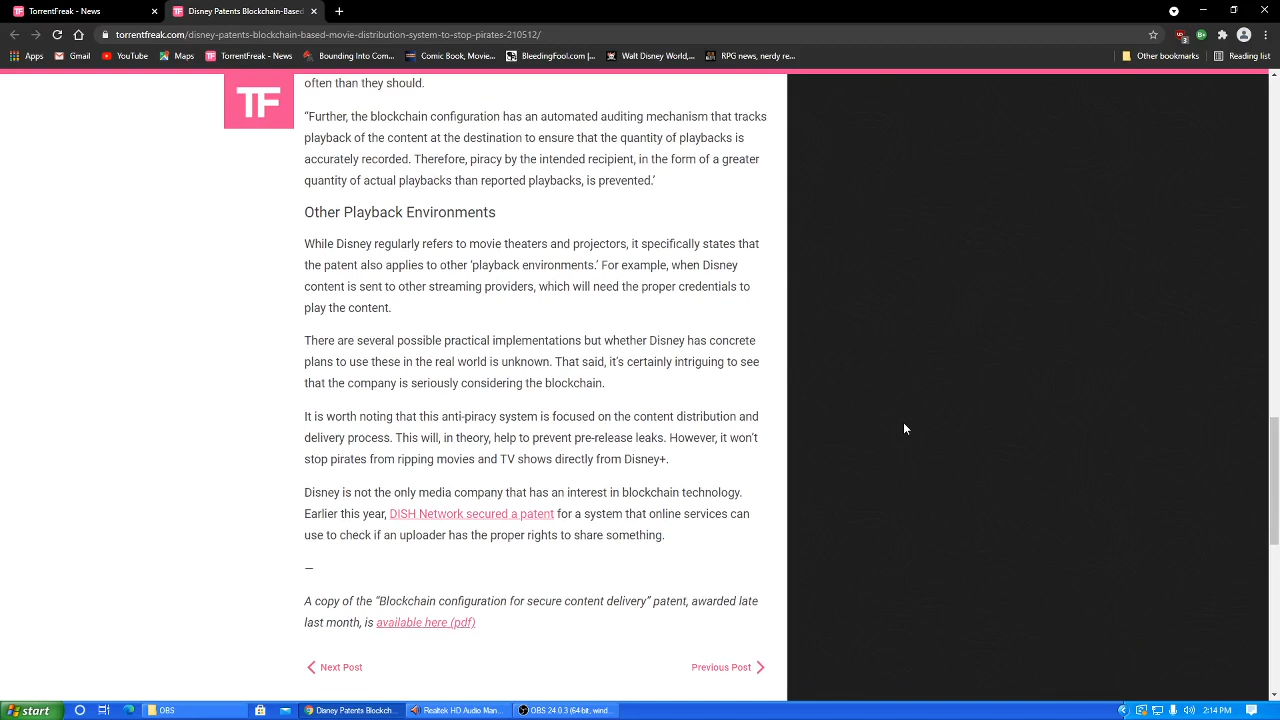 TorrentFreak - News
Disney Patents Blockchain-Based
torrentfreak.com/disney-patents-blockchain-based-movie-distribution-system-to-stop-pirates-210512/
Apps Gmail YouTube Maps TorrentFreak - News Bounding Into Com... Comic Book, Movie... BleedingFool.com |... Walt Disney World,... RPG news, nerdy re... Other bookmarks Reading list
TF
often than they should.
“Further, the blockchain configuration has an automated auditing mechanism that tracks
playback of the content at the destination to ensure that the quantity of playbacks is
accurately recorded. Therefore, piracy by the intended recipient, in the form of a greater
quantity of actual playbacks than reported playbacks, is prevented.’
Other Playback Environments
While Disney regularly refers to movie theaters and projectors, it specifically states that
the patent also applies to other ‘playback environments.’ For example, when Disney
content is sent to other streaming providers, which will need the proper credentials to
play the content.
There are several possible practical implementations but whether Disney has concrete
plans to use these in the real world is unknown. That said, it’s certainly intriguing to see
that the company is seriously considering the blockchain.
It is worth noting that this anti-piracy system is focused on the content distribution and
delivery process. This will, in theory, help to prevent pre-release leaks. However, it won’t
stop pirates from ripping movies and TV shows directly from Disney+.
Disney is not the only media company that has an interest in blockchain technology.
Earlier this year, DISH Network secured a patent for a system that online services can
use to check if an uploader has the proper rights to share something.
—
A copy of the “Blockchain configuration for secure content delivery” patent, awarded late
last month, is available here (pdf)
Next Post Previous Post
start OBS Disney Patents Blockch... Realtek HD Audio Man... OBS 24.0.3 (64-bit, wind... 2:14 PM